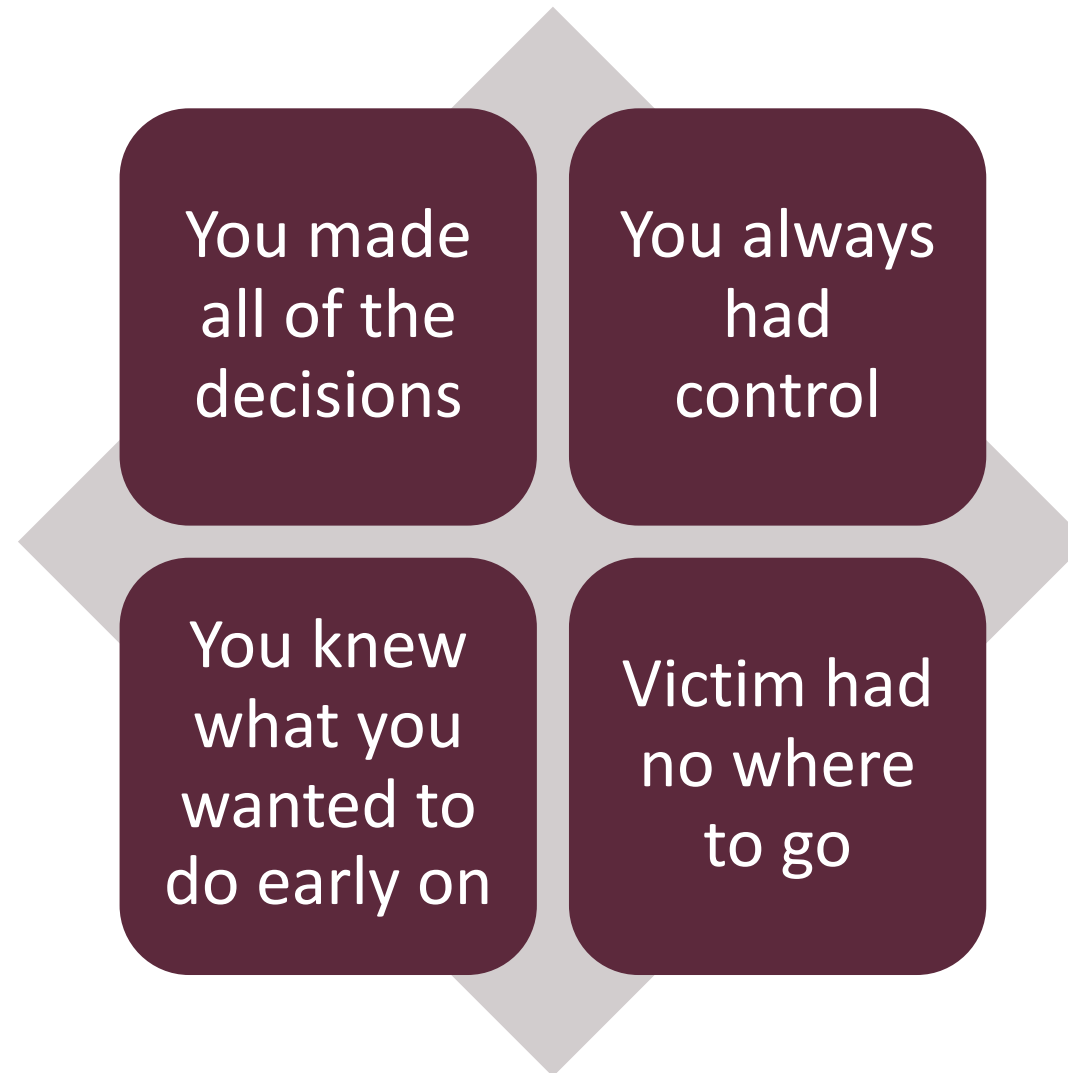 You made
all of the
decisions
You always
had
control
You knew
what you
wanted to
do early on
Victim had
no where
to go